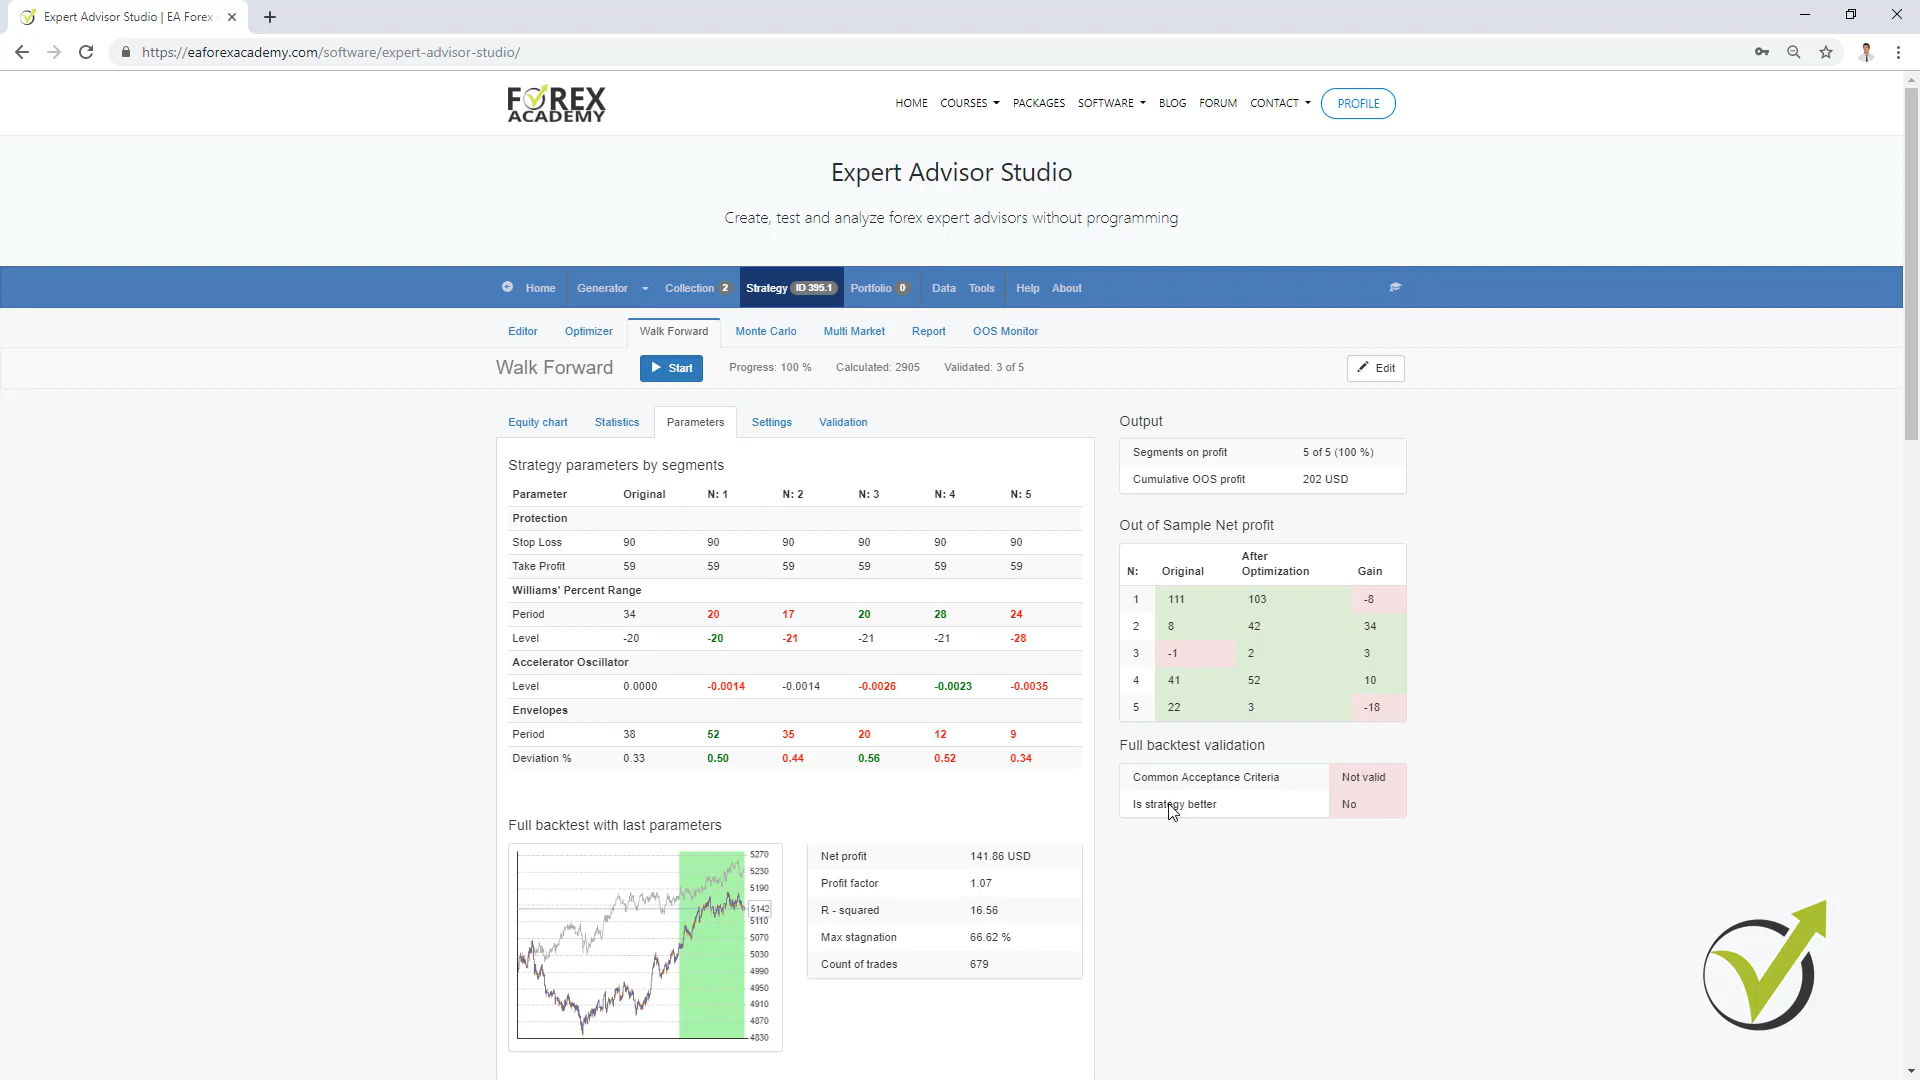 Expert Advisor Studio | EA Forex
https://eaforexacademy.com/software/expert-advisor-studio/
FOREX
ACADEMY
HOME COURSES PACKAGES SOFTWARE BLOG FORUM CONTACT PROFILE
Expert Advisor Studio
Create, test and analyze forex expert advisors without programming
Home Generator Collection 2 Strategy ID 395.1 Portfolio 0 Data Tools Help About
Editor Optimizer Walk Forward Monte Carlo Multi Market Report OOS Monitor
Walk Forward Start Progress: 100 % Calculated: 2905 Validated: 3 of 5 Edit
Equity chart Statistics Parameters Settings Validation
Strategy parameters by segments
Parameter Original N: 1 N: 2 N: 3 N: 4 N: 5
Protection
Stop Loss 90 90 90 90 90 90
Take Profit 59 59 59 59 59 59
Williams' Percent Range
Period 34 20 17 20 28 24
Level -20 -20 -21 -21 -21 -28
Accelerator Oscillator
Level 0.0000 -0.0014 -0.0014 -0.0026 -0.0023 -0.0035
Envelopes
Period 38 52 35 20 12 9
Deviation % 0.33 0.50 0.44 0.56 0.52 0.34
Full backtest with last parameters
5270
5230
5190
5142
5110
5070
5030
4990
4950
4910
4870
4830
Net profit 141.86 USD
Profit factor 1.07
R - squared 16.56
Max stagnation 66.62 %
Count of trades 679
Output
Segments on profit 5 of 5 (100 %)
Cumulative OOS profit 202 USD
Out of Sample Net profit
N: Original After Optimization Gain
1 111 103 -8
2 8 42 34
3 -1 2 3
4 41 52 10
5 22 3 -18
Full backtest validation
Common Acceptance Criteria Not valid
Is strategy better No